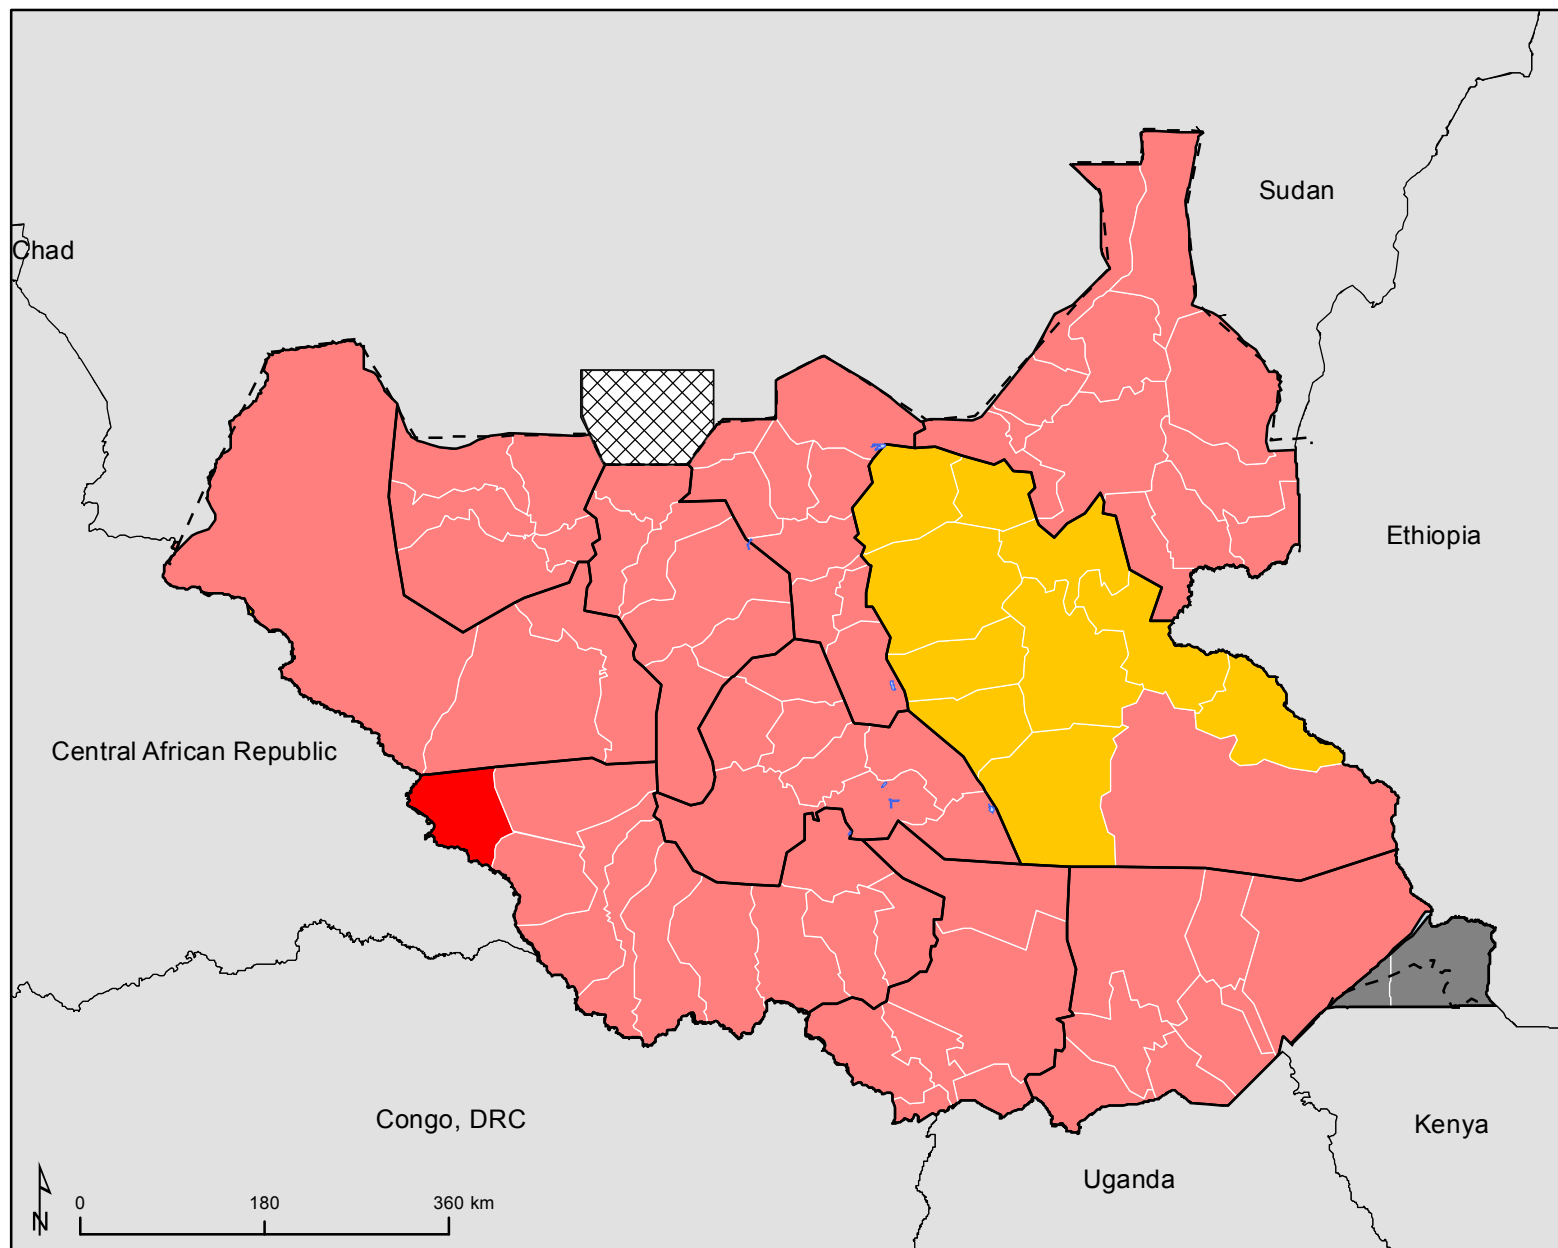 Sudan
Chad
Ethiopia
Central African Republic
Congo, DRC
Kenya
Uganda
N
0 180 360 km